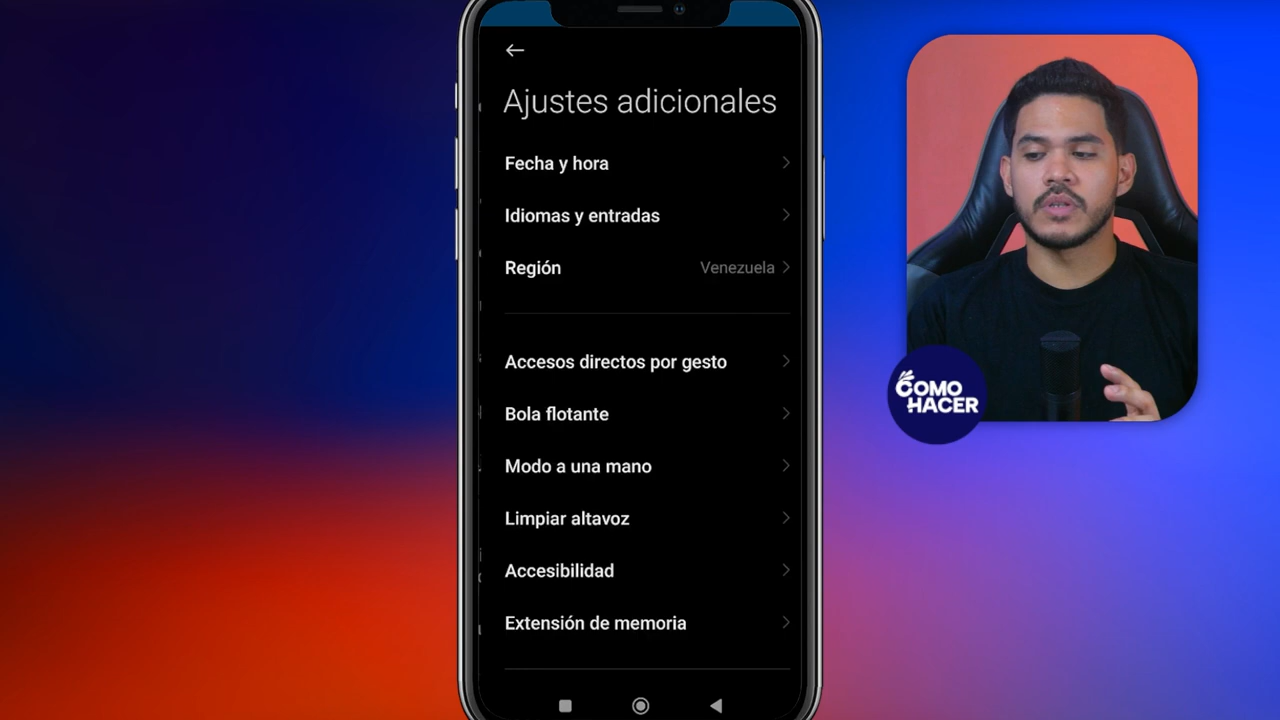 Ajustes adicionales
Fecha y hora
Idiomas y entradas
Región Venezuela
Accesos directos por gesto
Bola flotante
Modo a una mano
Limpiar altavoz
Accesibilidad
Extensión de memoria
COMO
HACER